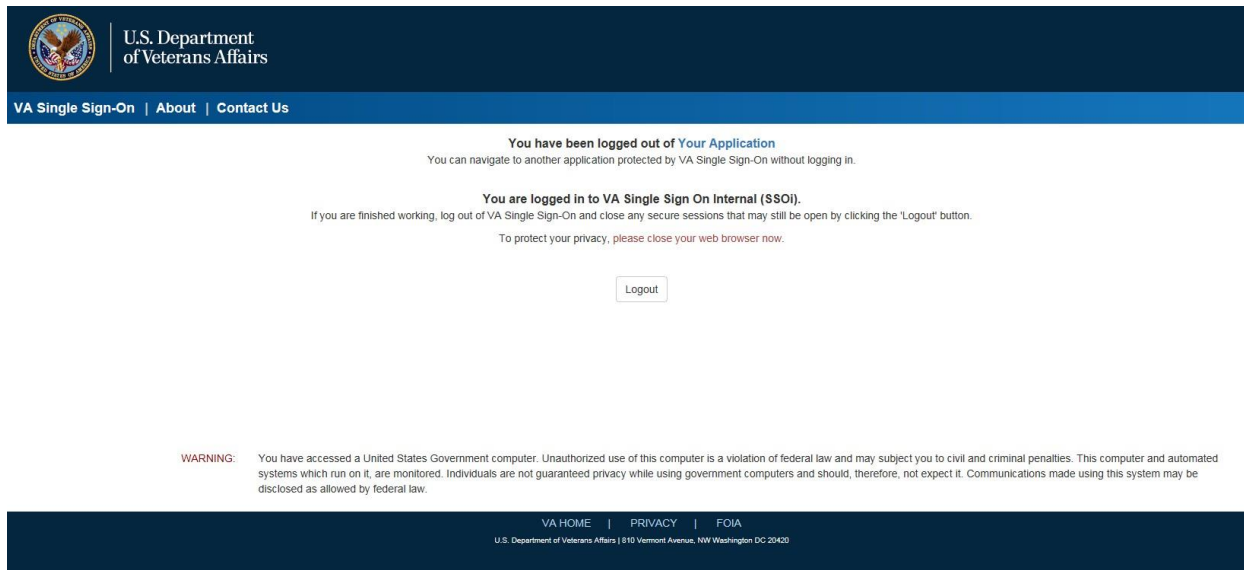 U.S. Department
of Veterans Affairs
VA Single Sign-On | About | Contact Us
You have been logged out of Your Application
You can navigate to another application protected by VA Single Sign-On without logging in.
You are logged in to VA Single Sign On Internal (SSOi).
If you are finished working, log out of VA Single Sign-On and close any secure sessions that may still be open by clicking the 'Logout' button.
To protect your privacy, please close your web browser now.
Logout
WARNING: You have accessed a United States Government computer. Unauthorized use of this computer is a violation of federal law and may subject you to civil and criminal penalties. This computer and automated
systems which run on it, are monitored. Individuals are not guaranteed privacy while using government computers and should, therefore, not expect it. Communications made using this system may be
disclosed as allowed by federal law.
VA HOME | PRIVACY | FOIA
U.S. Department of Veterans Affairs | 810 Vermont Avenue, NW Washington DC 20420